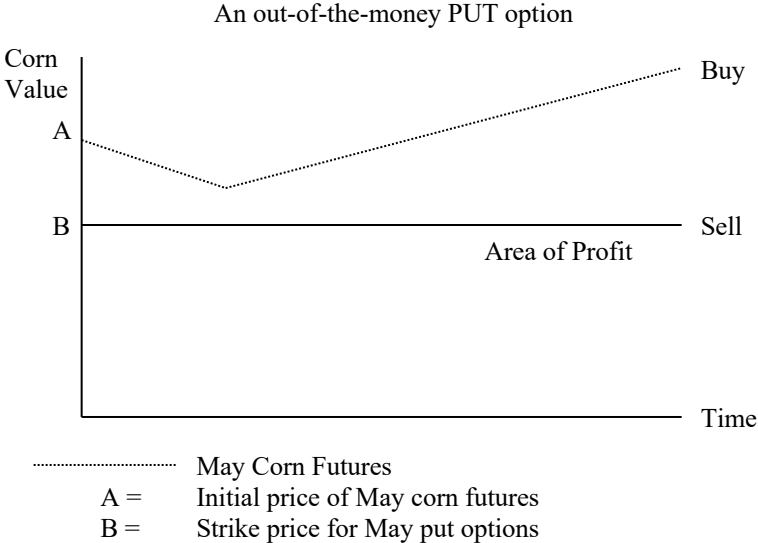 An out-of-the-money PUT option
Corn
Value
Buy
A
B
Sell
Area of Profit
Time
May Corn Futures
A = Initial price of May corn futures
B = Strike price for May put options